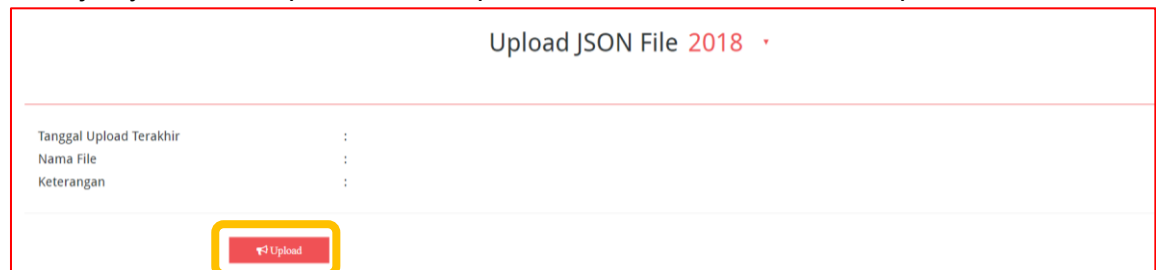 Upload JSON File 2018
Tanggal Upload Terakhir :
Nama File :
Keterangan :
Upload